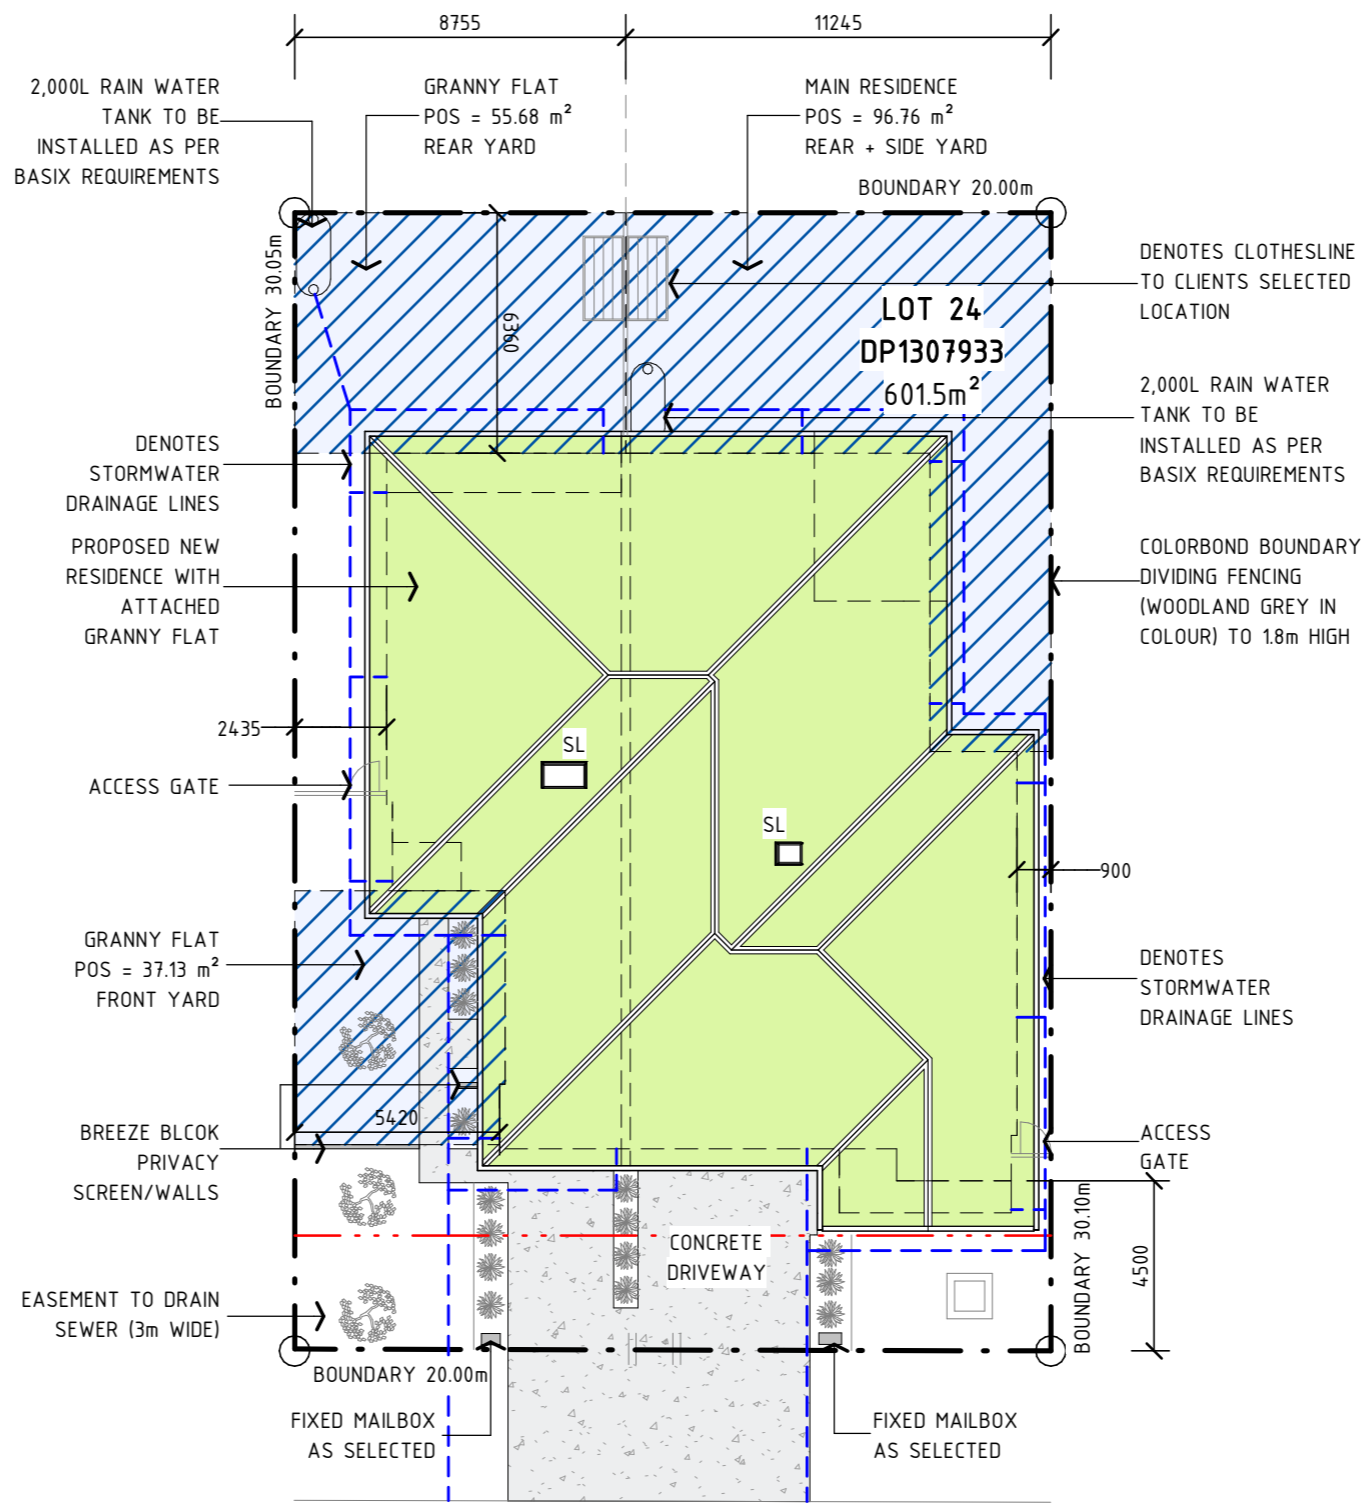 8755
11245
2,000L RAIN WATER
TANK TO BE
INSTALLED AS PER
BASIX REQUIREMENTS
GRANNY FLAT
POS = 55.68 m²
REAR YARD
MAIN RESIDENCE
POS = 96.76 m²
REAR + SIDE YARD
BOUNDARY 20.00m
BOUNDARY 30.05m
6360
DENOTES CLOTHESLINE
TO CLIENTS SELECTED
LOCATION
LOT 24
DP1307933
601.5m²
2,000L RAIN WATER
TANK TO BE
INSTALLED AS PER
BASIX REQUIREMENTS
DENOTES
STORMWATER
DRAINAGE LINES
PROPOSED NEW
RESIDENCE WITH
ATTACHED
GRANNY FLAT
COLORBOND BOUNDARY
DIVIDING FENCING
(WOODLAND GREY IN
COLOUR) TO 1.8m HIGH
2435
SL
ACCESS GATE
SL
900
GRANNY FLAT
POS = 37.13 m²
FRONT YARD
DENOTES
STORMWATER
DRAINAGE LINES
5420
BREEZE BLCOK
PRIVACY
SCREEN/WALLS
ACCESS
GATE
BOUNDARY 30.10m
4500
CONCRETE
DRIVEWAY
EASEMENT TO DRAIN
SEWER (3m WIDE)
BOUNDARY 20.00m
FIXED MAILBOX
AS SELECTED
FIXED MAILBOX
AS SELECTED